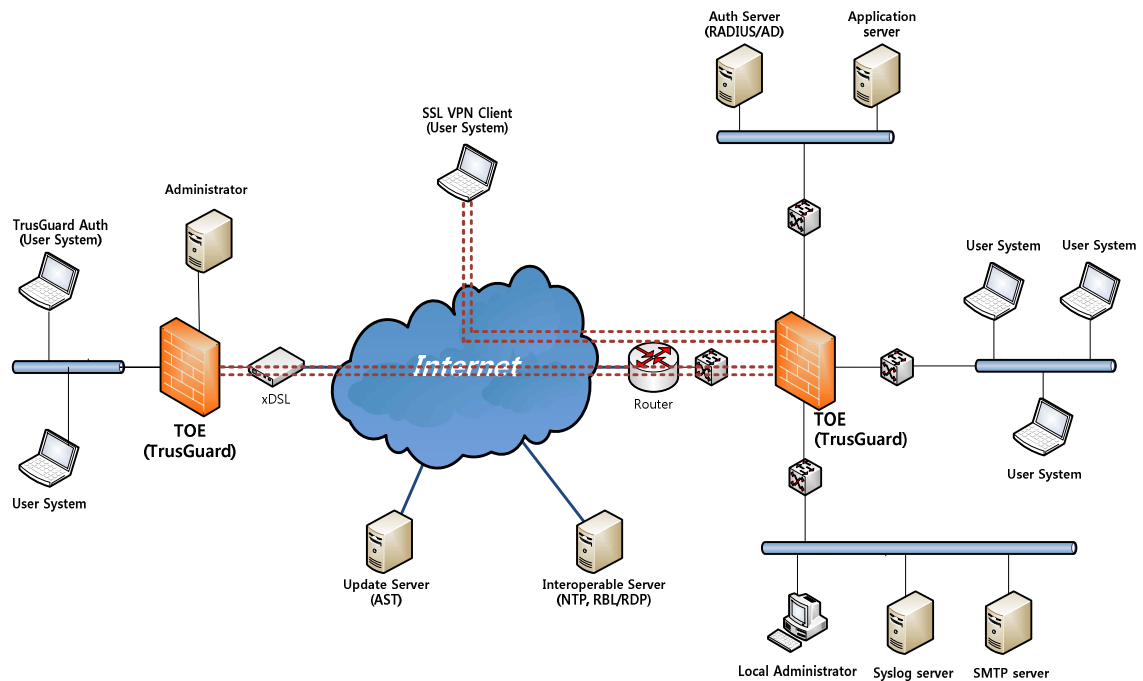 Auth Server
(RADIUS/AD)
Application
server
SSL VPN Client
(User System)
Administrator
TrusGuard Auth
(User System)
User System
User System
Internet
xDSL
Router
TOE
(TrusGuard)
TOE
(TrusGuard)
User System
User System
Update Server
(AST)
Interoperable Server
(NTP, RBL/RDP)
Local Administrator
Syslog server
SMTP server